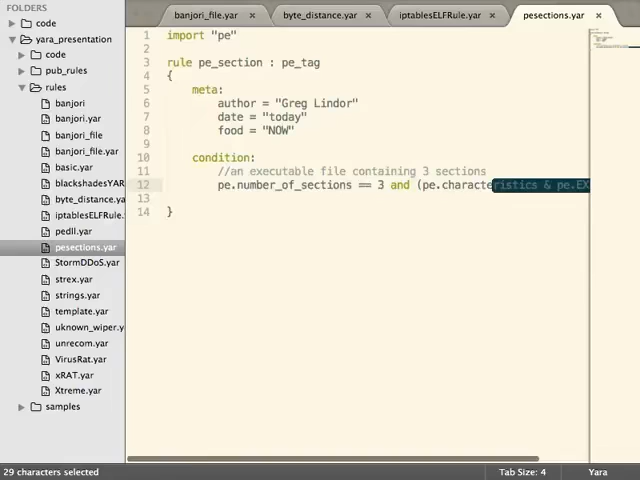 FOLDERS
code
yara_presentation
code
pub_rules
rules
banjori
banjori.yar
banjori_file
banjori_file.yar
basic.yar
blackshadesYAR
byte_distance.ya
iptablesELFRule.
pedll.yar
pesections.yar
StormDDoS.yar
strex.yar
strings.yar
template.yar
uknown_wiper.y
unrecom.yar
VirusRat.yar
xRAT.yar
Xtreme.yar
samples
banjori_file.yar × byte_distance.yar × iptablesELFRule.yar × pesections.yar ×
1 import "pe"
2
3 rule pe_section : pe_tag
4 {
5 meta:
6 author = "Greg Lindor"
7 date = "today"
8 food = "NOW"
9
10 condition:
11 //an executable file containing 3 sections
12 pe.number_of_sections == 3 and (pe.characteristics & pe.EX
13
14 }
29 characters selected
Tab Size: 4
Yara